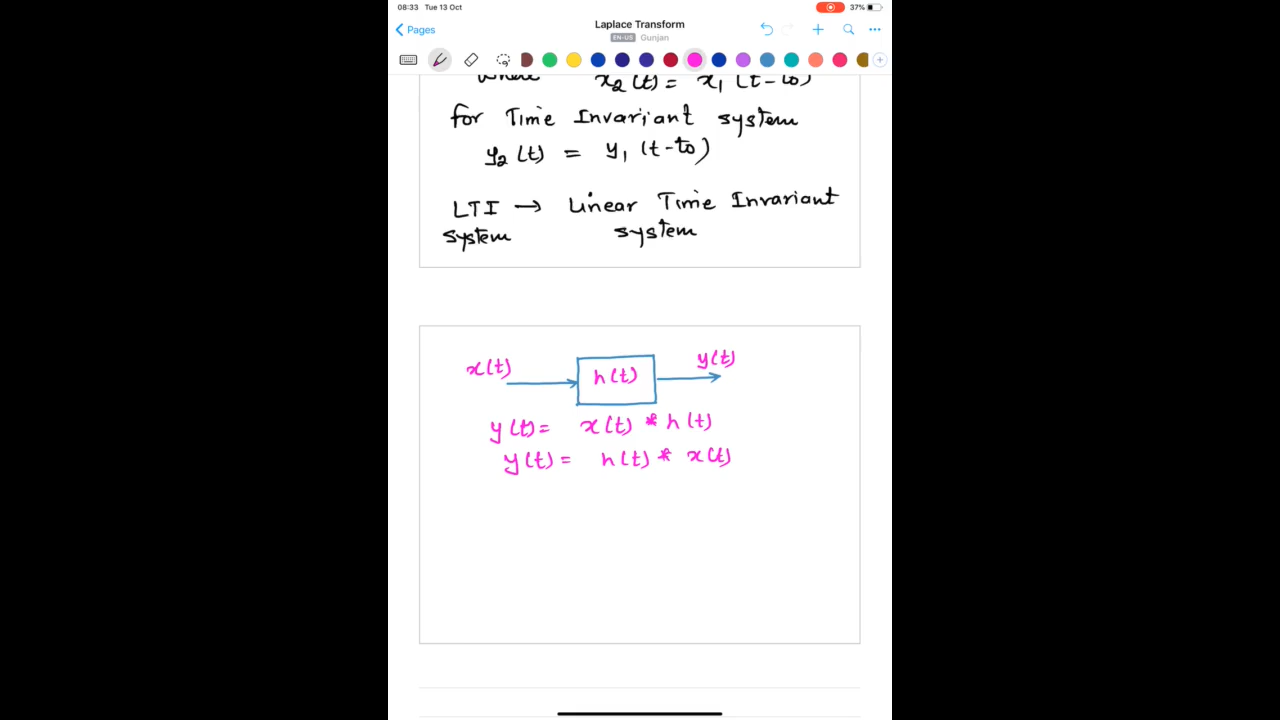 08:33 Tue 13 Oct 37%
Pages Laplace Transform
EN-US Gunjan
where x₂(t) = x₁(t-to)
for Time Invariant system
y₂(t) = y₁(t-to)
LTI → Linear Time Invariant
system system
x(t) h(t) y(t)
y(t) = x(t) * h(t)
y(t) = h(t) * x(t)